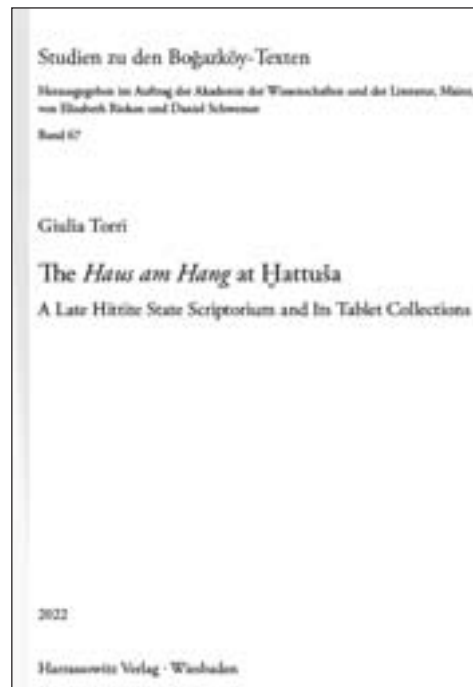 Studien zu den Boğazköy-Texten
Herausgegeben im Auftrag der Akademie der Wissenschaften und der Literatur, Mainz,
von Elisabeth Rieken und Daniel Schwemer
Band 67
Giulia Torri
The Haus am Hang at Ḫattuša
A Late Hittite State Scriptorium and Its Tablet Collections
2022
Harrassowitz Verlag · Wiesbaden